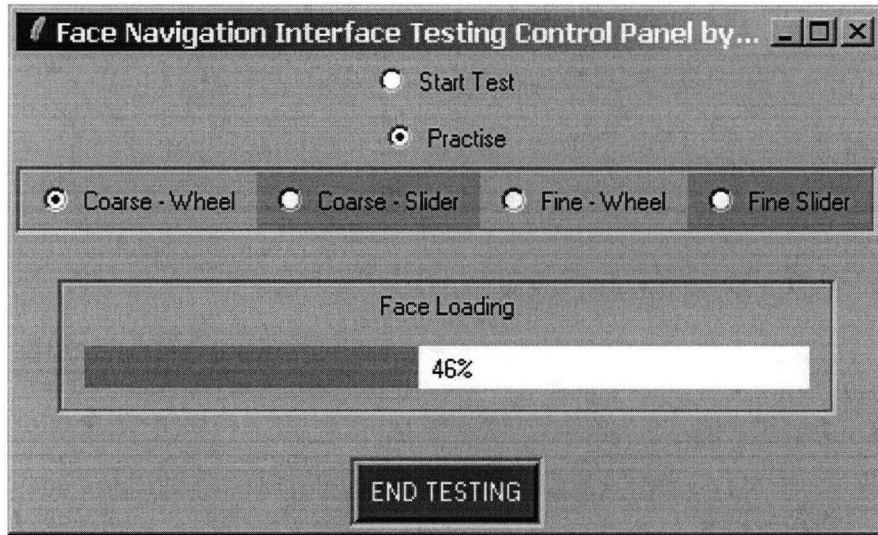 Face Navigation Interface Testing Control Panel by...
Start Test
Practise
Coarse - Wheel Coarse - Slider Fine - Wheel Fine Slider
Face Loading
46%
END TESTING